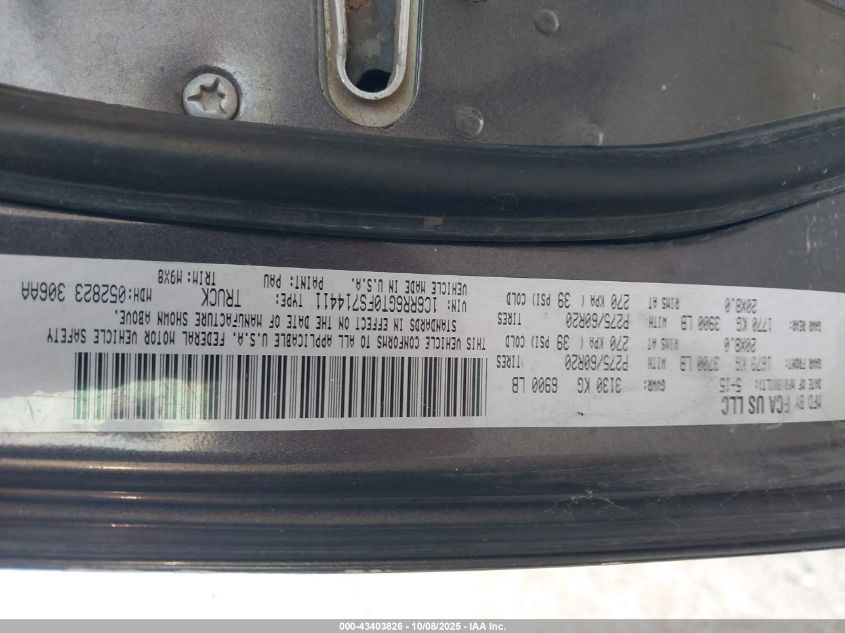 MFD BY FCA US LLC
DATE OF MFD(MULTI): 5-15 GVWR: 3130 KG 6900 LB
GAWR FRONT: 1679 KG 3700 LB WITH P275/60R20 TIRES
20X8.0 RIMS AT 270 KPA ( 39 PSI) COLD
GAWR REAR: 1770 KG 3900 LB WITH P275/60R20 TIRES
20X8.0 RIMS AT 270 KPA ( 39 PSI) COLD
THIS VEHICLE CONFORMS TO ALL APPLICABLE U.S.A. FEDERAL MOTOR VEHICLE SAFETY
STANDARDS IN EFFECT ON THE DATE OF MANUFACTURE SHOWN ABOVE.
VIN: 1C6RR6GT0FS714411 TYPE: TRUCK MDH:052823 306AA
VEHICLE MADE IN U.S.A. PAINT: PAU TRIM: M9X8
000-43403826 - 10/08/2025 - IAA Inc.